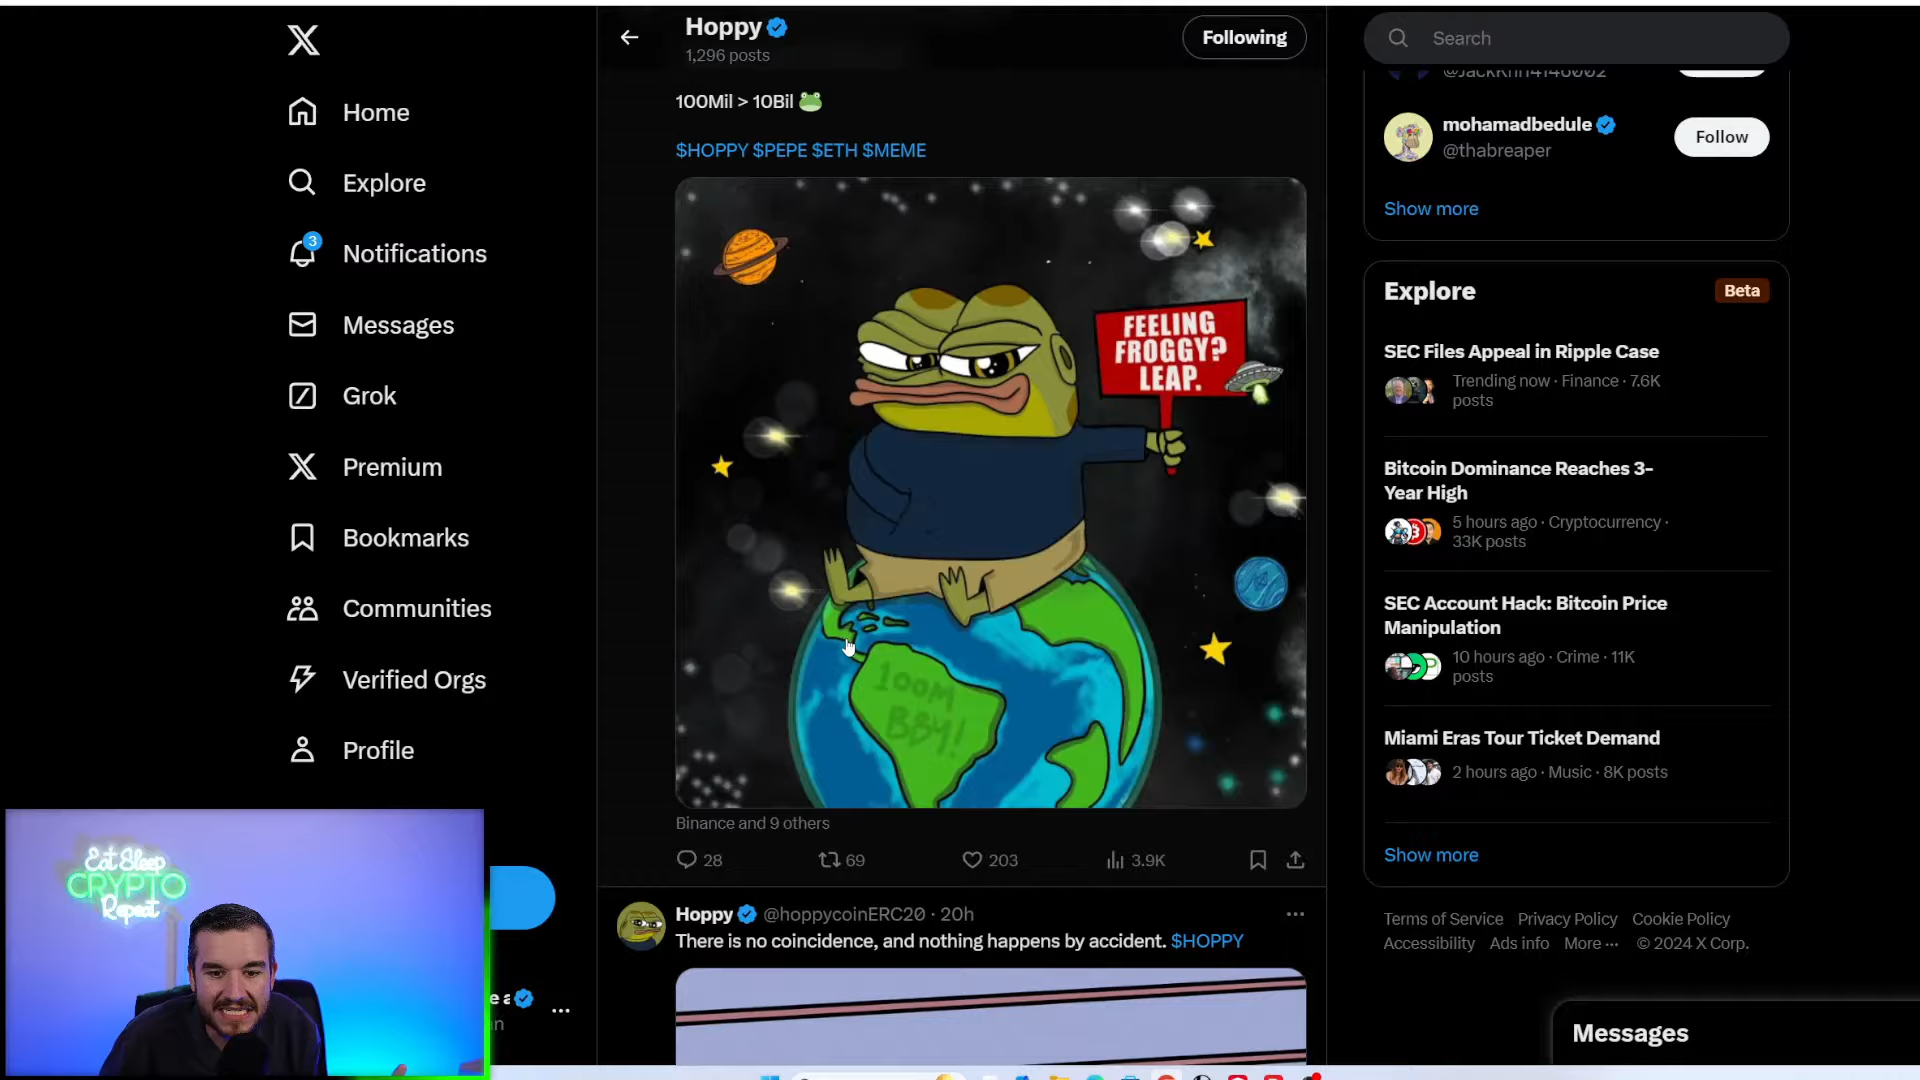 Hoppy
1,296 posts
Following
Search
Home
Explore
3
Notifications
Messages
Grok
Premium
Bookmarks
Communities
Verified Orgs
Profile
100Mil > 10Bil 🐸
$HOPPY $PEPE $ETH $MEME
FEELING
FROGGY?
LEAP.
100M
BBY!
Binance and 9 others
28
69
203
3.9K
Hoppy @hoppycoinERC20 · 20h
There is no coincidence, and nothing happens by accident. $HOPPY
mohamadbedule
@thabreaper
Follow
Show more
Explore
Beta
SEC Files Appeal in Ripple Case
Trending now · Finance · 7.6K
posts
Bitcoin Dominance Reaches 3-
Year High
5 hours ago · Cryptocurrency ·
33K posts
SEC Account Hack: Bitcoin Price
Manipulation
10 hours ago · Crime · 11K
posts
Miami Eras Tour Ticket Demand
2 hours ago · Music · 8K posts
Show more
Terms of Service Privacy Policy Cookie Policy
Accessibility Ads info More ··· © 2024 X Corp.
Messages
Eat Sleep
CRYPTO
Repeat